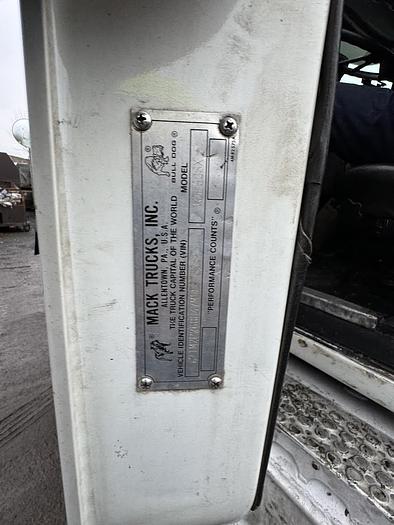 MACK TRUCKS, INC.
ALLENTOWN, PA., U.S.A.
THE TRUCK CAPITAL OF THE WORLD
BULL DOG ®
VEHICLE IDENTIFICATION NUMBER (VIN)
MODEL
"PERFORMANCE COUNTS" ®